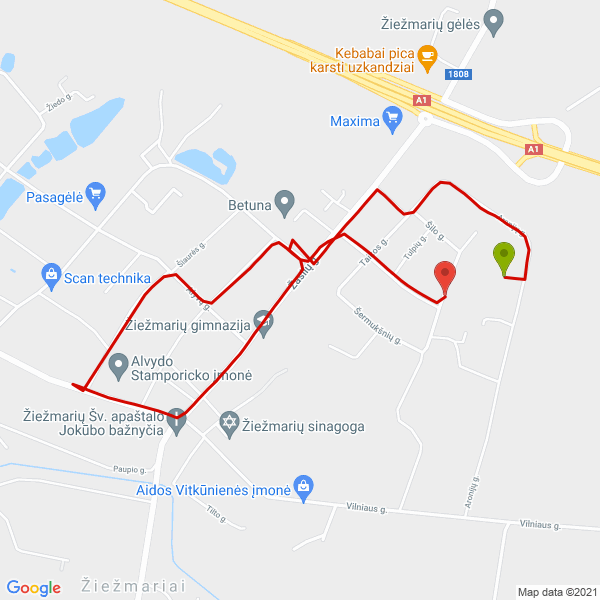 Žiežmarių gėlės
Kebabai pica
karsti uzkandziai
1808
A1
Žiedo g.
Maxima
A1
Pasagėlė
Betuna
Šilo g.
Šiaurės g.
Tulpių g.
Taikos g.
Scan technika
Žiežmarių gimnazija
Šermukšnių g.
Alvydo
Stamporicko įmonė
Žiežmarių Šv. apaštalo
Jokūbo bažnyčia
Žiežmarių sinagoga
Paupio g.
Aidos Vitkūnienės įmonė
Aronijų g.
Tilto g.
Vilniaus g.
Vilniaus g.
Žiežmariai
Google
Map data ©2021